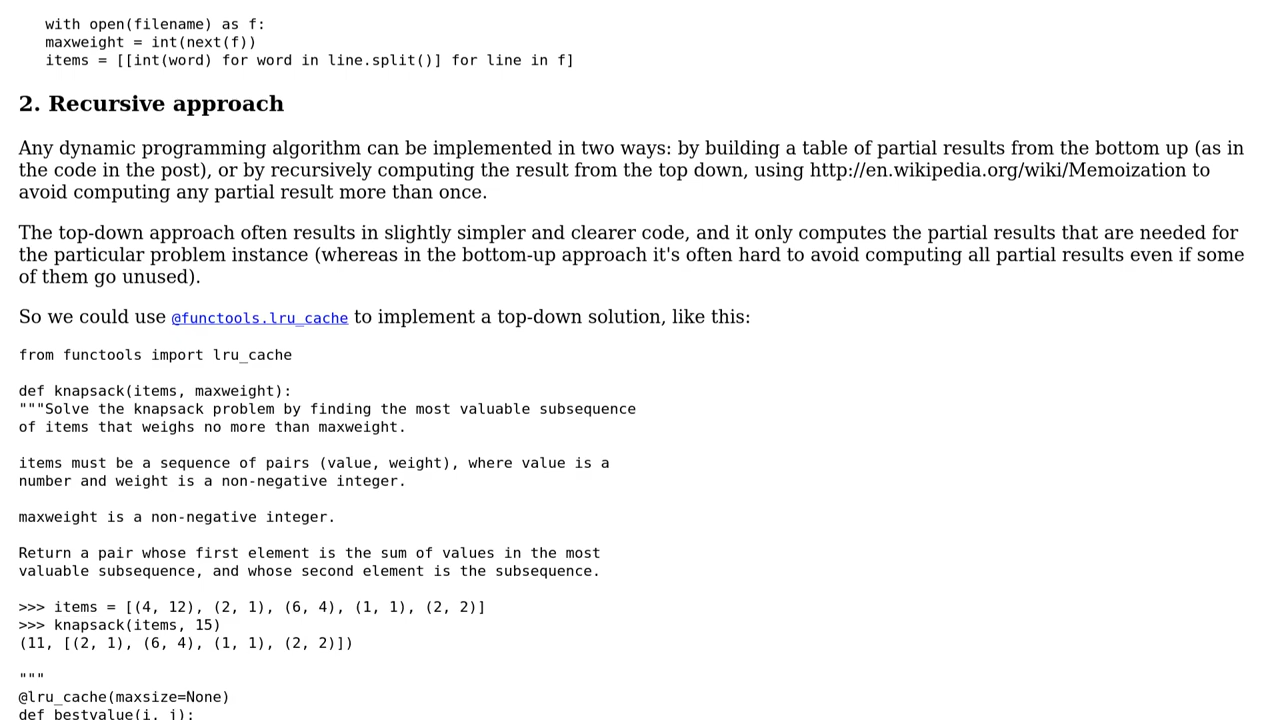 with open(filename) as f:
maxweight = int(next(f))
items = [[int(word) for word in line.split()] for line in f]
2. Recursive approach
Any dynamic programming algorithm can be implemented in two ways: by building a table of partial results from the bottom up (as in
the code in the post), or by recursively computing the result from the top down, using http://en.wikipedia.org/wiki/Memoization to
avoid computing any partial result more than once.
The top-down approach often results in slightly simpler and clearer code, and it only computes the partial results that are needed for
the particular problem instance (whereas in the bottom-up approach it's often hard to avoid computing all partial results even if some
of them go unused).
So we could use @functools.lru_cache to implement a top-down solution, like this:
from functools import lru_cache
def knapsack(items, maxweight):
"""Solve the knapsack problem by finding the most valuable subsequence
of items that weighs no more than maxweight.
items must be a sequence of pairs (value, weight), where value is a
number and weight is a non-negative integer.
maxweight is a non-negative integer.
Return a pair whose first element is the sum of values in the most
valuable subsequence, and whose second element is the subsequence.
>>> items = [(4, 12), (2, 1), (6, 4), (1, 1), (2, 2)]
>>> knapsack(items, 15)
(11, [(2, 1), (6, 4), (1, 1), (2, 2)])
"""
@lru_cache(maxsize=None)
def bestvalue(i, j):